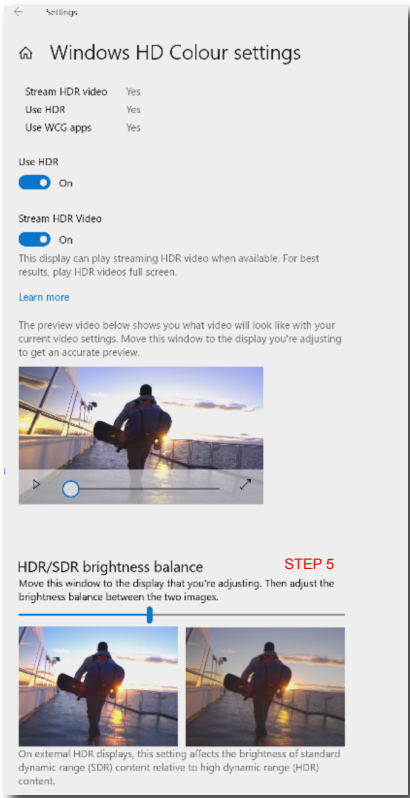 Settings
Windows HD Colour settings
Stream HDR video Yes
Use HDR Yes
Use WCG apps Yes
Use HDR
On
Stream HDR Video
On
This display can play streaming HDR video when available. For best
results, play HDR videos full screen.
Learn more
The preview video below shows you what video will look like with your
current video settings. Move this window to the display you're adjusting
to get an accurate preview.
HDR/SDR brightness balance STEP 5
Move this window to the display that you're adjusting. Then adjust the
brightness balance between the two images.
On external HDR displays, this setting affects the brightness of standard
dynamic range (SDR) content relative to high dynamic range (HDR)
content.